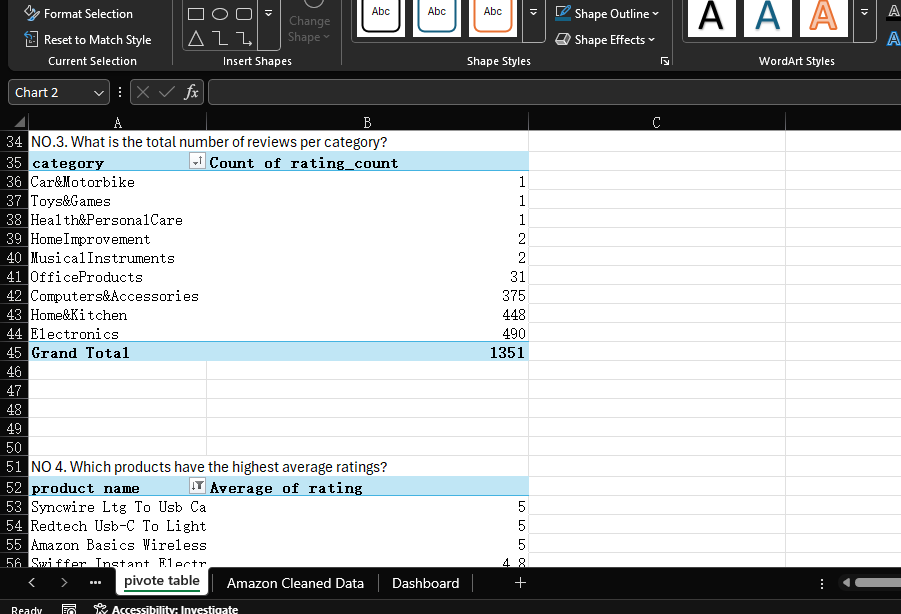 Format Selection
Reset to Match Style
Current Selection
Insert Shapes
Change
Shape
Abc Abc Abc
Shape Outline
Shape Effects
Shape Styles
A A A A
A
WordArt Styles
Chart 2
fx
A B C
34 NO.3. What is the total number of reviews per category?
35 category Count of rating_count
36 Car&Motorbike 1
37 Toys&Games 1
38 Health&PersonalCare 1
39 HomeImprovement 2
40 MusicalInstruments 2
41 OfficeProducts 31
42 Computers&Accessories 375
43 Home&Kitchen 448
44 Electronics 490
45 Grand Total 1351
46
47
48
49
50
51 NO 4. Which products have the highest average ratings?
52 product name Average of rating
53 Syncwire Ltg To Usb Ca 5
54 Redtech Usb-C To Light 5
55 Amazon Basics Wireless 5
56 Swiffer Instant Electr 4.8
pivote table Amazon Cleaned Data Dashboard
Ready Accessibility: Investigate